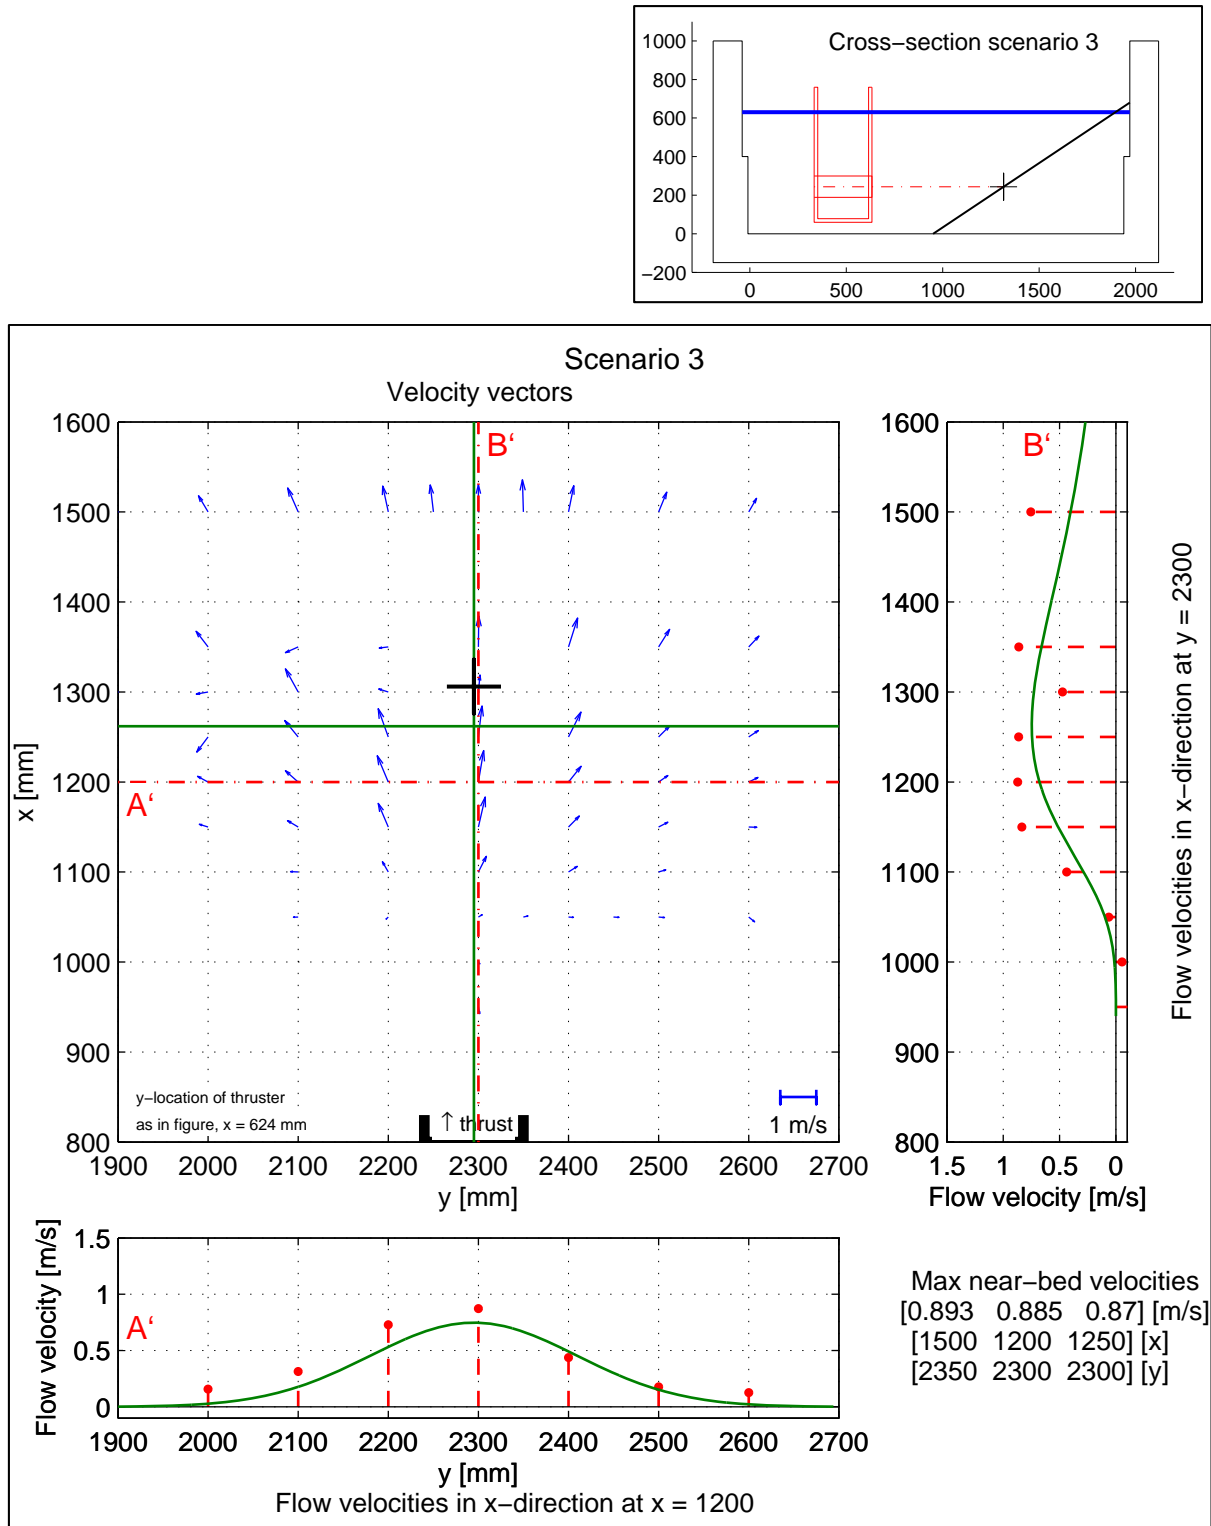 Cross−section scenario 3
1000
800
600
400
200
0
−200
0 500 1000 1500 2000
Scenario 3
Velocity vectors
B‘
1600
1500
1400
1300
1200
1100
1000
900
800
x [mm]
A‘
y−location of thruster
as in figure, x = 624 mm
↑ thrust
1 m/s
1900 2000 2100 2200 2300 2400 2500 2600 2700
y [mm]
B‘
1600
1500
1400
1300
1200
1100
1000
900
800
1.5 1 0.5 0
Flow velocity [m/s]
Flow velocities in x−direction at y = 2300
Flow velocity [m/s]
1.5
1
0.5
0
A‘
1900 2000 2100 2200 2300 2400 2500 2600 2700
y [mm]
Flow velocities in x−direction at x = 1200
Max near−bed velocities
[0.893 0.885 0.87] [m/s]
[1500 1200 1250] [x]
[2350 2300 2300] [y]